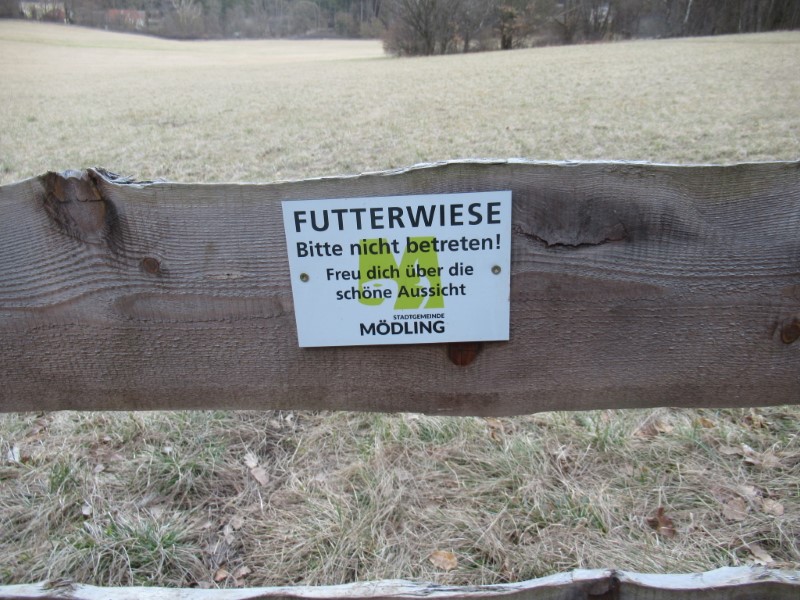 FUTTERWIESE
Bitte nicht betreten!
Freu dich über die
schöne Aussicht
STADTGEMEINDE
MÖDLING